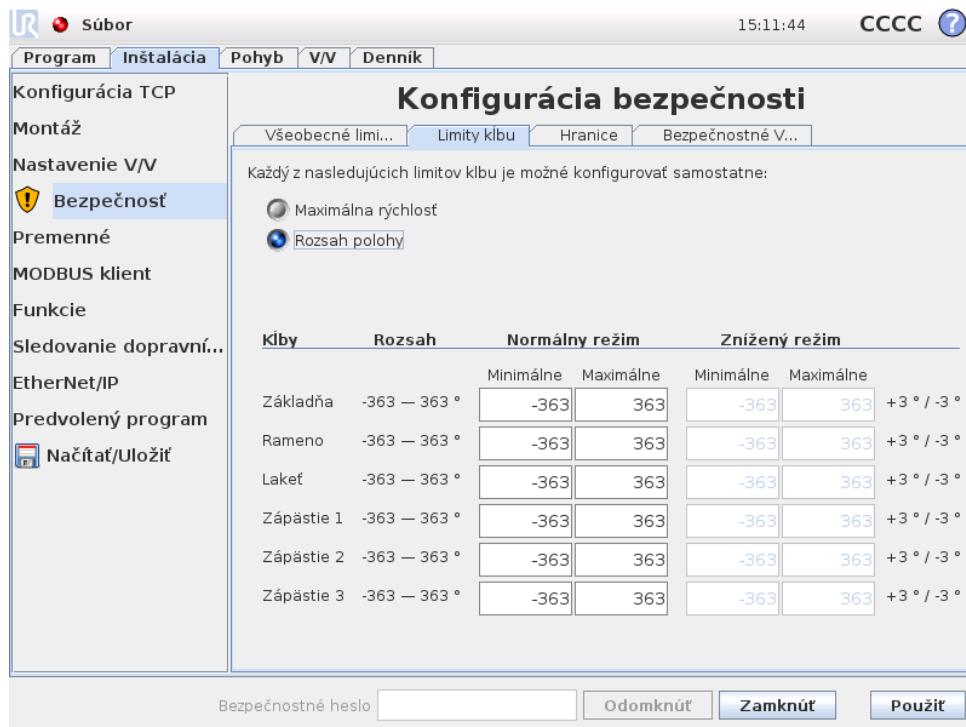 UR Súbor 15:11:44 CCCC ?
Program Inštalácia Pohyb V/V Denník
Konfigurácia TCP
Montáž
Nastavenie V/V
Bezpečnosť
Premenné
MODBUS klient
Funkcie
Sledovanie dopravní...
EtherNet/IP
Predvolený program
Načítať/Uložiť
Konfigurácia bezpečnosti
Všeobecné limi... Limity kĺbu Hranice Bezpečnostné V...
Každý z nasledujúcich limitov kĺbu je možné konfigurovať samostatne:
Maximálna rýchlosť
Rozsah polohy
Kĺby Rozsah Normálny režim Znížený režim
Minimálne Maximálne Minimálne Maximálne
Základňa -363 — 363 ° -363 363 -363 363 +3 ° / -3 °
Rameno -363 — 363 ° -363 363 -363 363 +3 ° / -3 °
Lakeť -363 — 363 ° -363 363 -363 363 +3 ° / -3 °
Zápästie 1 -363 — 363 ° -363 363 -363 363 +3 ° / -3 °
Zápästie 2 -363 — 363 ° -363 363 -363 363 +3 ° / -3 °
Zápästie 3 -363 — 363 ° -363 363 -363 363 +3 ° / -3 °
Bezpečnostné heslo Odomknúť Zamknúť Použiť